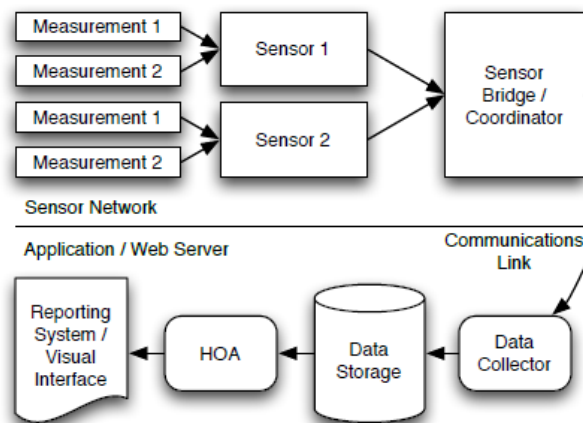 Measurement 1
Measurement 2
Measurement 1
Measurement 2
Sensor 1
Sensor 2
Sensor
Bridge /
Coordinator
Sensor Network
Application / Web Server
Communications
Link
Reporting
System /
Visual
Interface
HOA
Data
Storage
Data
Collector